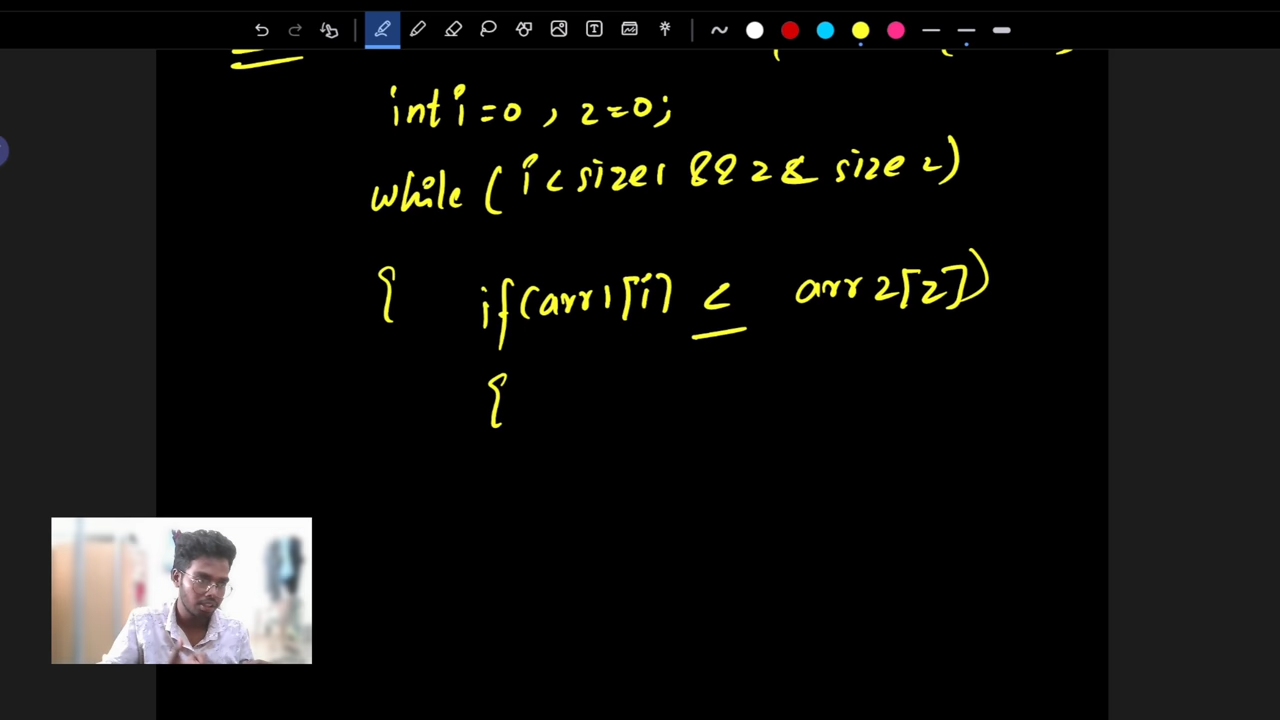 int i = 0 , z = 0;
while ( i < size1 && z & size 2)
{ if(arr1[i] < arr2[z])
{